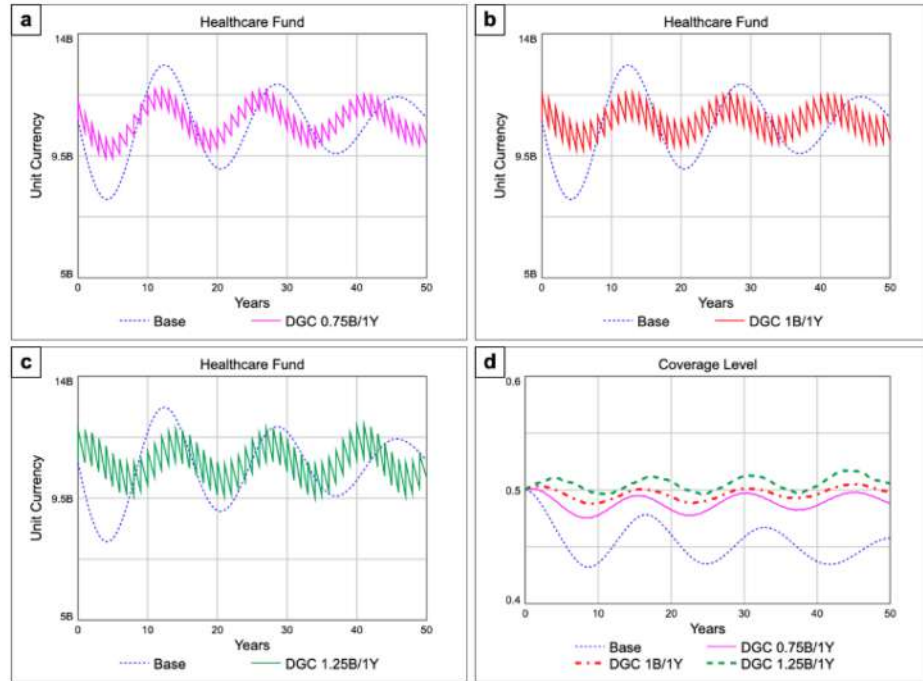 a
Healthcare Fund
14B
9.5B
5B
Unit Currency
0 10 20 30 40 50
Years
Base DGC 0.75B/1Y
b
Healthcare Fund
14B
9.5B
5B
Unit Currency
0 10 20 30 40 50
Years
Base DGC 1B/1Y
c
Healthcare Fund
14B
9.5B
5B
Unit Currency
0 10 20 30 40 50
Years
Base DGC 1.25B/1Y
d
Coverage Level
0.6
0.5
0.4
0 10 20 30 40 50
Years
Base DGC 0.75B/1Y
DGC 1B/1Y DGC 1.25B/1Y